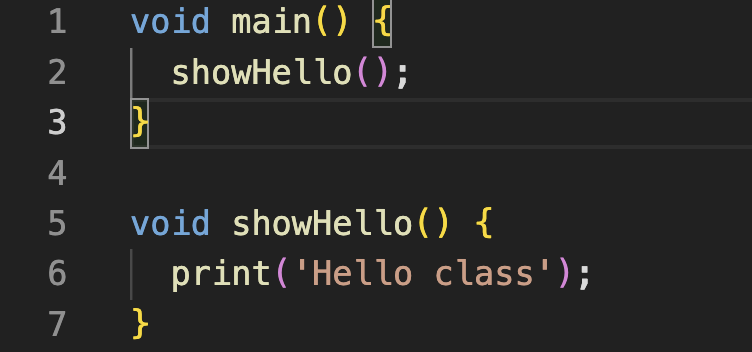 1 void main() {
2   showHello();
3 }
4
5 void showHello() {
6   print('Hello class');
7 }